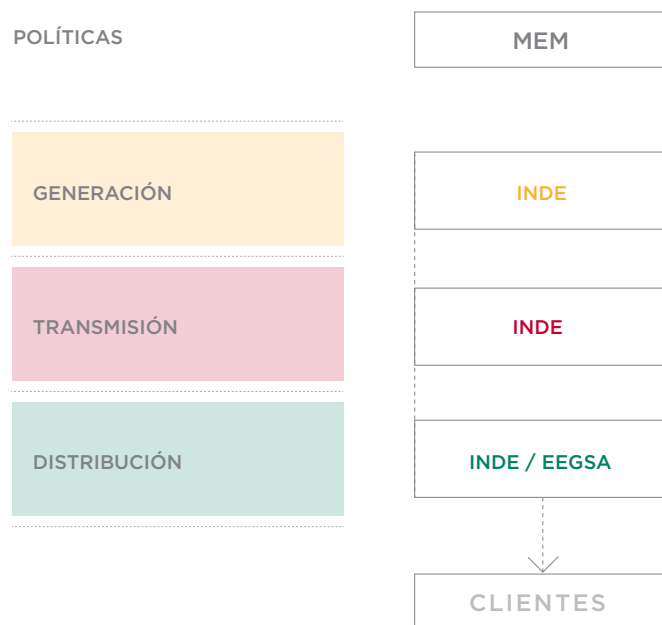 POLÍTICAS
MEM
GENERACIÓN
INDE
TRANSMISIÓN
INDE
DISTRIBUCIÓN
INDE / EEGSA
CLIENTES